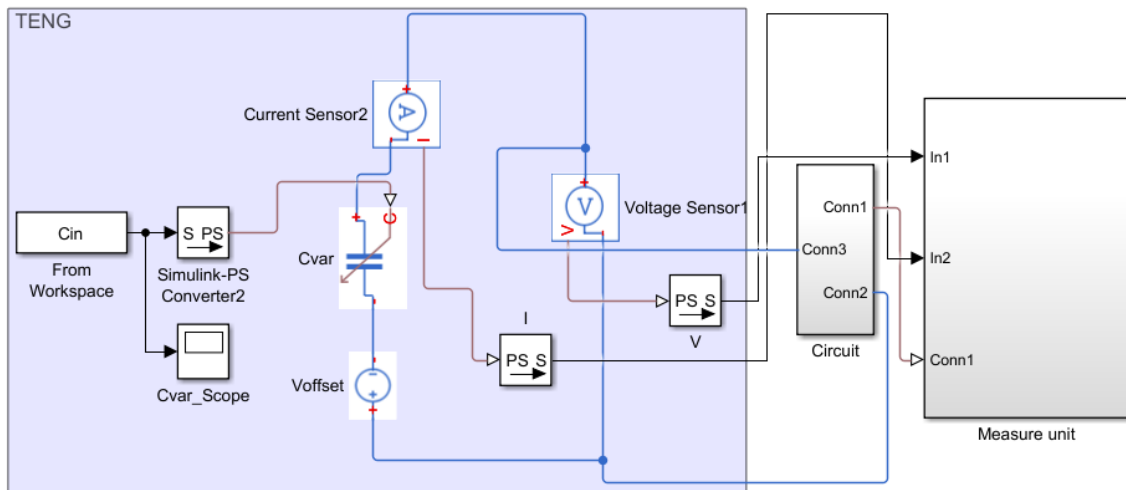 TENG
Current Sensor2
A
I
In1
Voltage Sensor1
V
V
Conn1
Cin
S PS
C
Conn3
In2
From
Workspace
Simulink-PS
Converter2
Cvar
PS S
V
Conn2
I
PS S
Circuit
Conn1
Cvar_Scope
Voffset
Measure unit